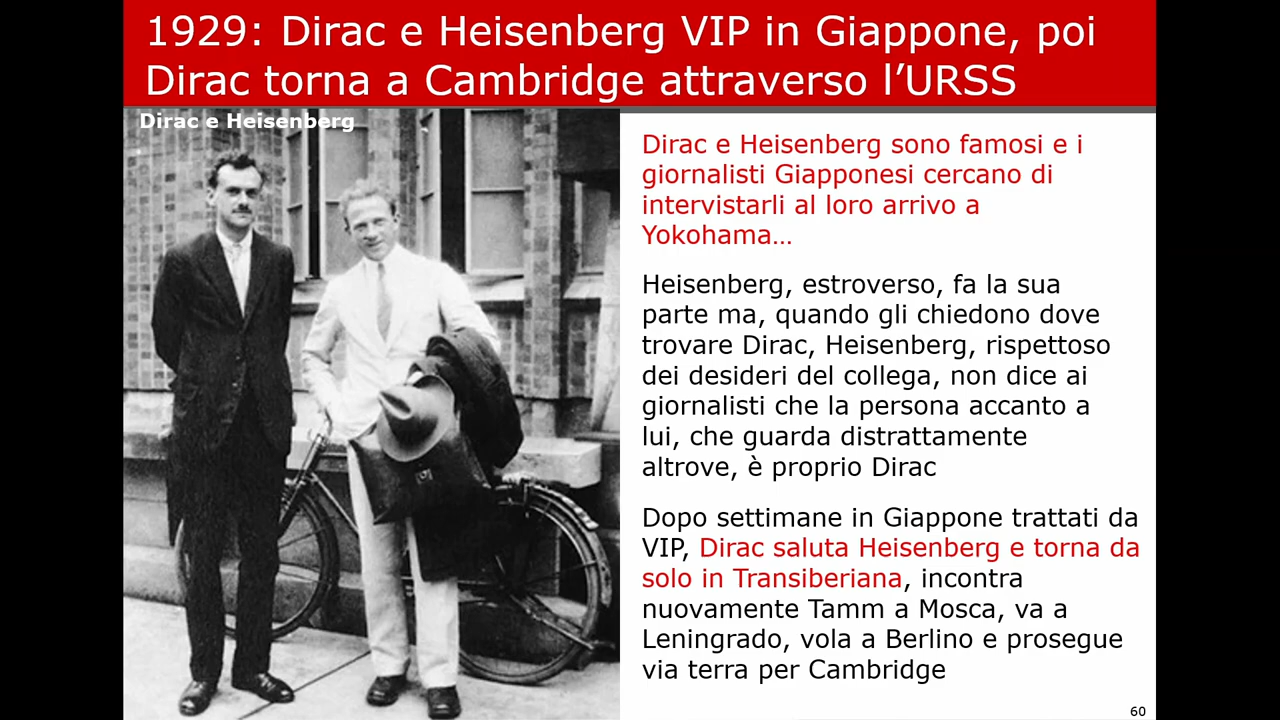 1929: Dirac e Heisenberg VIP in Giappone, poi
Dirac torna a Cambridge attraverso l’URSS
Dirac e Heisenberg
Dirac e Heisenberg sono famosi e i
giornalisti Giapponesi cercano di
intervistarli al loro arrivo a
Yokohama…
Heisenberg, estroverso, fa la sua
parte ma, quando gli chiedono dove
trovare Dirac, Heisenberg, rispettoso
dei desideri del collega, non dice ai
giornalisti che la persona accanto a
lui, che guarda distrattamente
altrove, è proprio Dirac
Dopo settimane in Giappone trattati da
VIP, Dirac saluta Heisenberg e torna da
solo in Transiberiana, incontra
nuovamente Tamm a Mosca, va a
Leningrado, vola a Berlino e prosegue
via terra per Cambridge
60